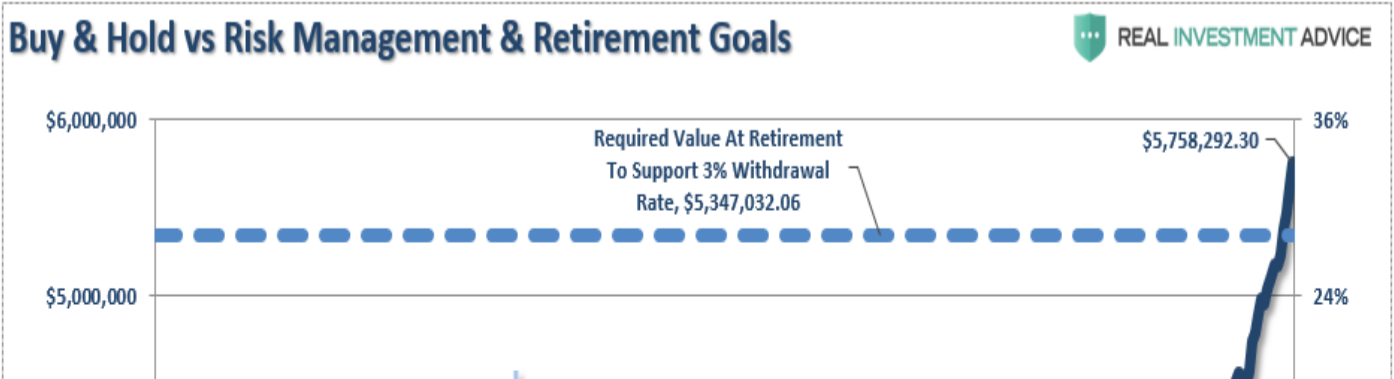 Buy & Hold vs Risk Management & Retirement Goals
REAL INVESTMENT ADVICE
$6,000,000
Required Value At Retirement
To Support 3% Withdrawal
Rate, $5,347,032.06
$5,758,292.30
36%
$5,000,000
24%